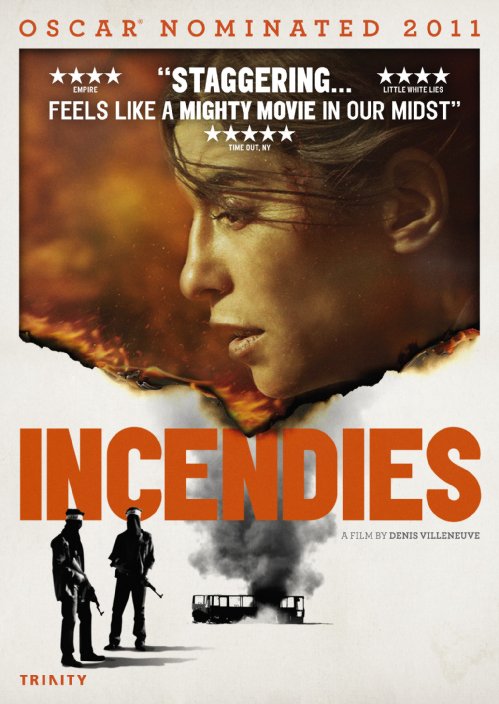 OSCAR® NOMINATED 2011
★★★★
EMPIRE
"STAGGERING...
★★★★
LITTLE WHITE LIES
FEELS LIKE A MIGHTY MOVIE IN OUR MIDST"
★★★★★
TIME OUT, NY
INCENDIES
A FILM BY DENIS VILLENEUVE
TRINITY